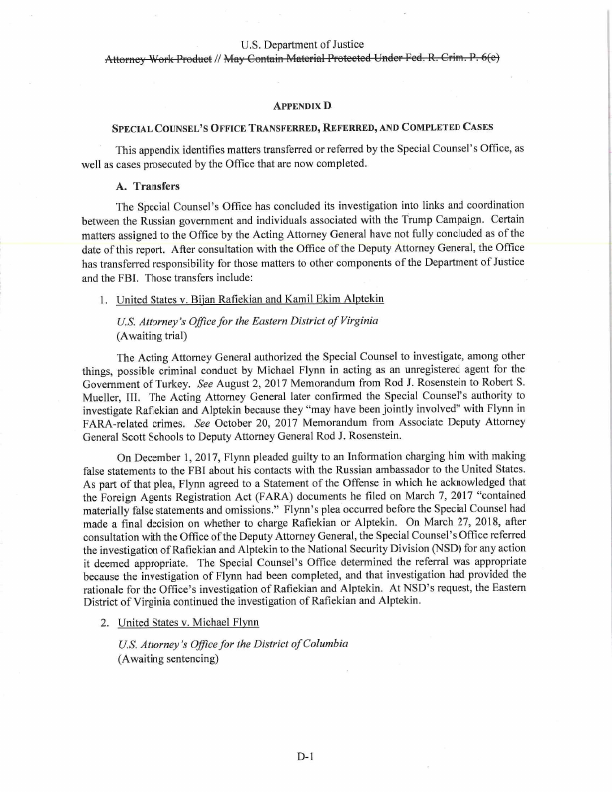 U.S. Department of Justice
Attorney Work Product // May Contain Material Protected Under Fed. R. Crim. P. 6(e)
APPENDIX D
SPECIAL COUNSEL'S OFFICE TRANSFERRED, REFERRED, AND COMPLETED CASES
This appendix identifies matters transferred or referred by the Special Counsel's Office, as
well as cases prosecuted by the Office that are now completed.
A. Transfers
The Special Counsel's Office has concluded its investigation into links and coordination
between the Russian government and individuals associated with the Trump Campaign. Certain
matters assigned to the Office by the Acting Attorney General have not fully concluded as of the
date of this report. After consultation with the Office of the Deputy Attorney General, the Office
has transferred responsibility for those matters to other components of the Department of Justice
and the FBI. Those transfers include:
1. United States v. Bijan Rafiekian and Kamil Ekim Alptekin
U.S. Attorney's Office for the Eastern District of Virginia
(Awaiting trial)
The Acting Attorney General authorized the Special Counsel to investigate, among other
things, possible criminal conduct by Michael Flynn in acting as an unregistered agent for the
Government of Turkey. See August 2, 2017 Memorandum from Rod J. Rosenstein to Robert S.
Mueller, III. The Acting Attorney General later confirmed the Special Counsel's authority to
investigate Rafiekian and Alptekin because they "may have been jointly involved" with Flynn in
FARA-related crimes. See October 20, 2017 Memorandum from Associate Deputy Attorney
General Scott Schools to Deputy Attorney General Rod J. Rosenstein.
On December 1, 2017, Flynn pleaded guilty to an Information charging him with making
false statements to the FBI about his contacts with the Russian ambassador to the United States.
As part of that plea, Flynn agreed to a Statement of the Offense in which he acknowledged that
the Foreign Agents Registration Act (FARA) documents he filed on March 7, 2017 "contained
materially false statements and omissions." Flynn's plea occurred before the Special Counsel had
made a final decision on whether to charge Rafiekian or Alptekin. On March 27, 2018, after
consultation with the Office of the Deputy Attorney General, the Special Counsel's Office referred
the investigation of Rafiekian and Alptekin to the National Security Division (NSD) for any action
it deemed appropriate. The Special Counsel's Office determined the referral was appropriate
because the investigation of Flynn had been completed, and that investigation had provided the
rationale for the Office's investigation of Rafiekian and Alptekin. At NSD's request, the Eastern
District of Virginia continued the investigation of Rafiekian and Alptekin.
2. United States v. Michael Flynn
U.S. Attorney's Office for the District of Columbia
(Awaiting sentencing)
D-1